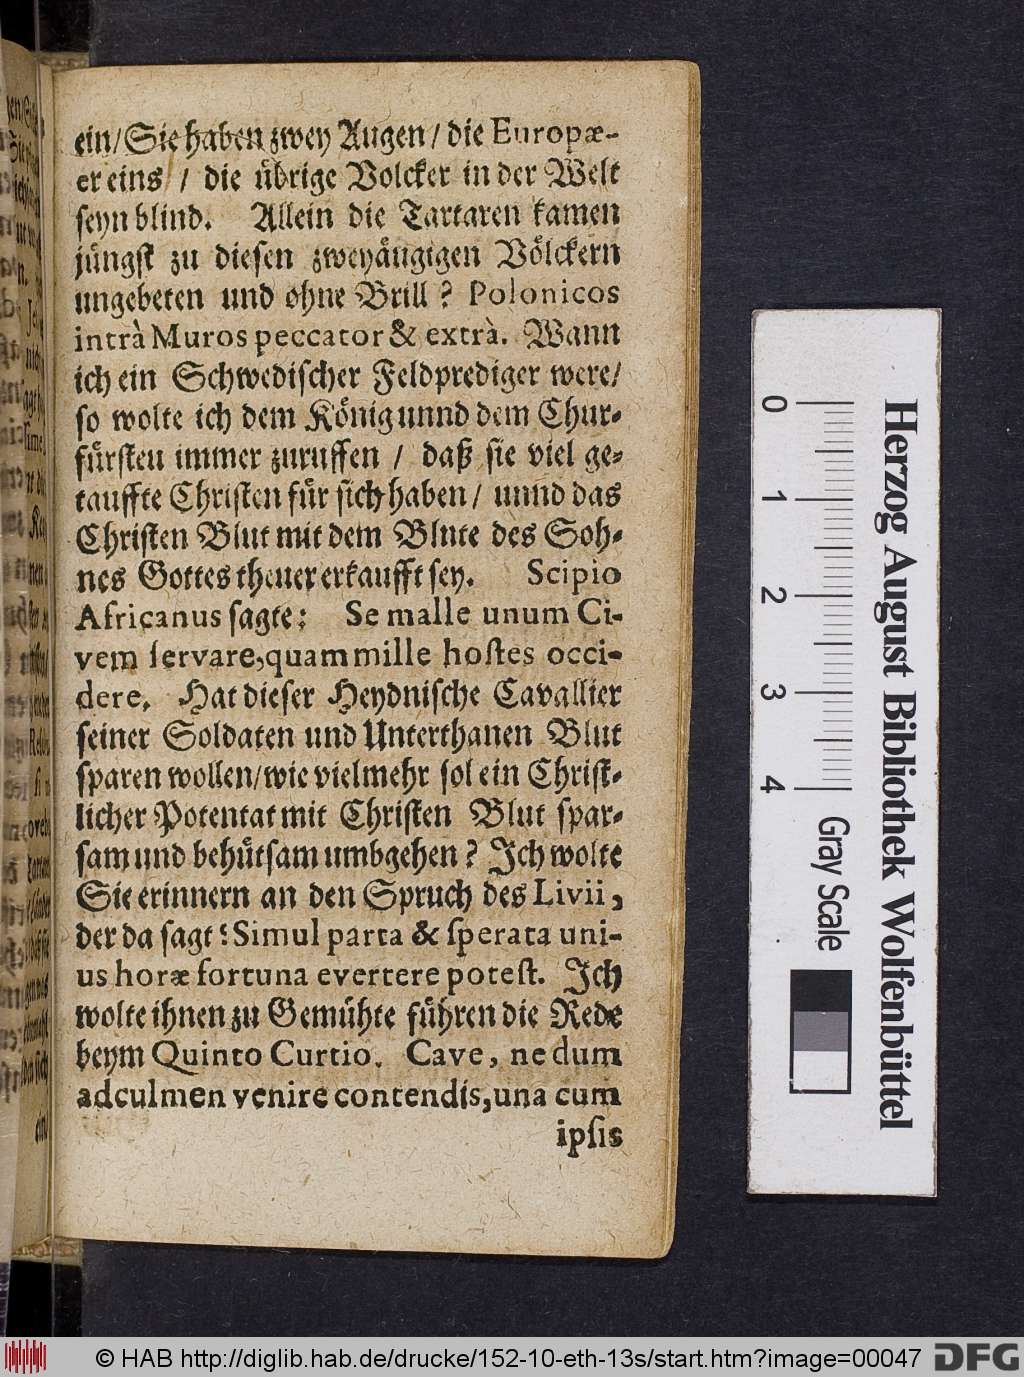 ein/ Sie haben zwey Augen/ die Europæ-
er eins / die übrige Volcker in der Welt
seyn blind. Allein die Tartaren kamen
jüngst zu diesen zweyäugigen Völckern
ungebeten und ohne Brill? Polonicos
intrà Muros peccator & extrà. Wann
ich ein Schwedischer Feldprediger were/
so wolte ich dem König unnd dem Chur-
fürsten immer zuruffen / daß sie viel ge-
tauffte Christen für sich haben/ unnd das
Christen Blut mit dem Blute des Soh-
nes Gottes theuer erkaufft sey. Scipio
Africanus sagte: Se malle unum Ci-
vem servare, quam mille hostes occi-
dere. Hat dieser Heydnische Cavallier
seiner Soldaten und Unterthanen Blut
sparen wollen/ wie vielmehr sol ein Christ-
licher Potentat mit Christen Blut spar-
sam und behütsam umbgehen? Ich wolte
Sie erinnern an den Spruch des Livii,
der da sagt: Simul parta & sperata uni-
us horæ fortuna evertere potest. Ich
wolte ihnen zu Gemühte führen die Rede
beym Quinto Curtio. Cave, ne dum
ad culmen venire contendis, una cum
ipsis
0 1 2 3 4
Herzog August Bibliothek Wolfenbüttel
Gray Scale
© HAB http://diglib.hab.de/drucke/152-10-eth-13s/start.htm?image=00047
DFG